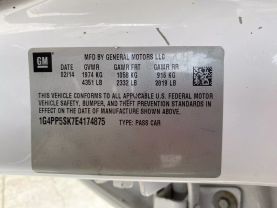 GM
MFD BY GENERAL MOTORS LLC
DATE GVWR GAWR FRT GAWR RR
02/14 1974 KG 1058 KG 916 KG
4351 LB 2332 LB 2019 LB
THIS VEHICLE CONFORMS TO ALL APPLICABLE U.S. FEDERAL MOTOR
VEHICLE SAFETY, BUMPER, AND THEFT PREVENTION STANDARDS IN
EFFECT ON THE DATE OF MANUFACTURE SHOWN ABOVE.
1G4PP5SK7E4174875 TYPE: PASS CAR